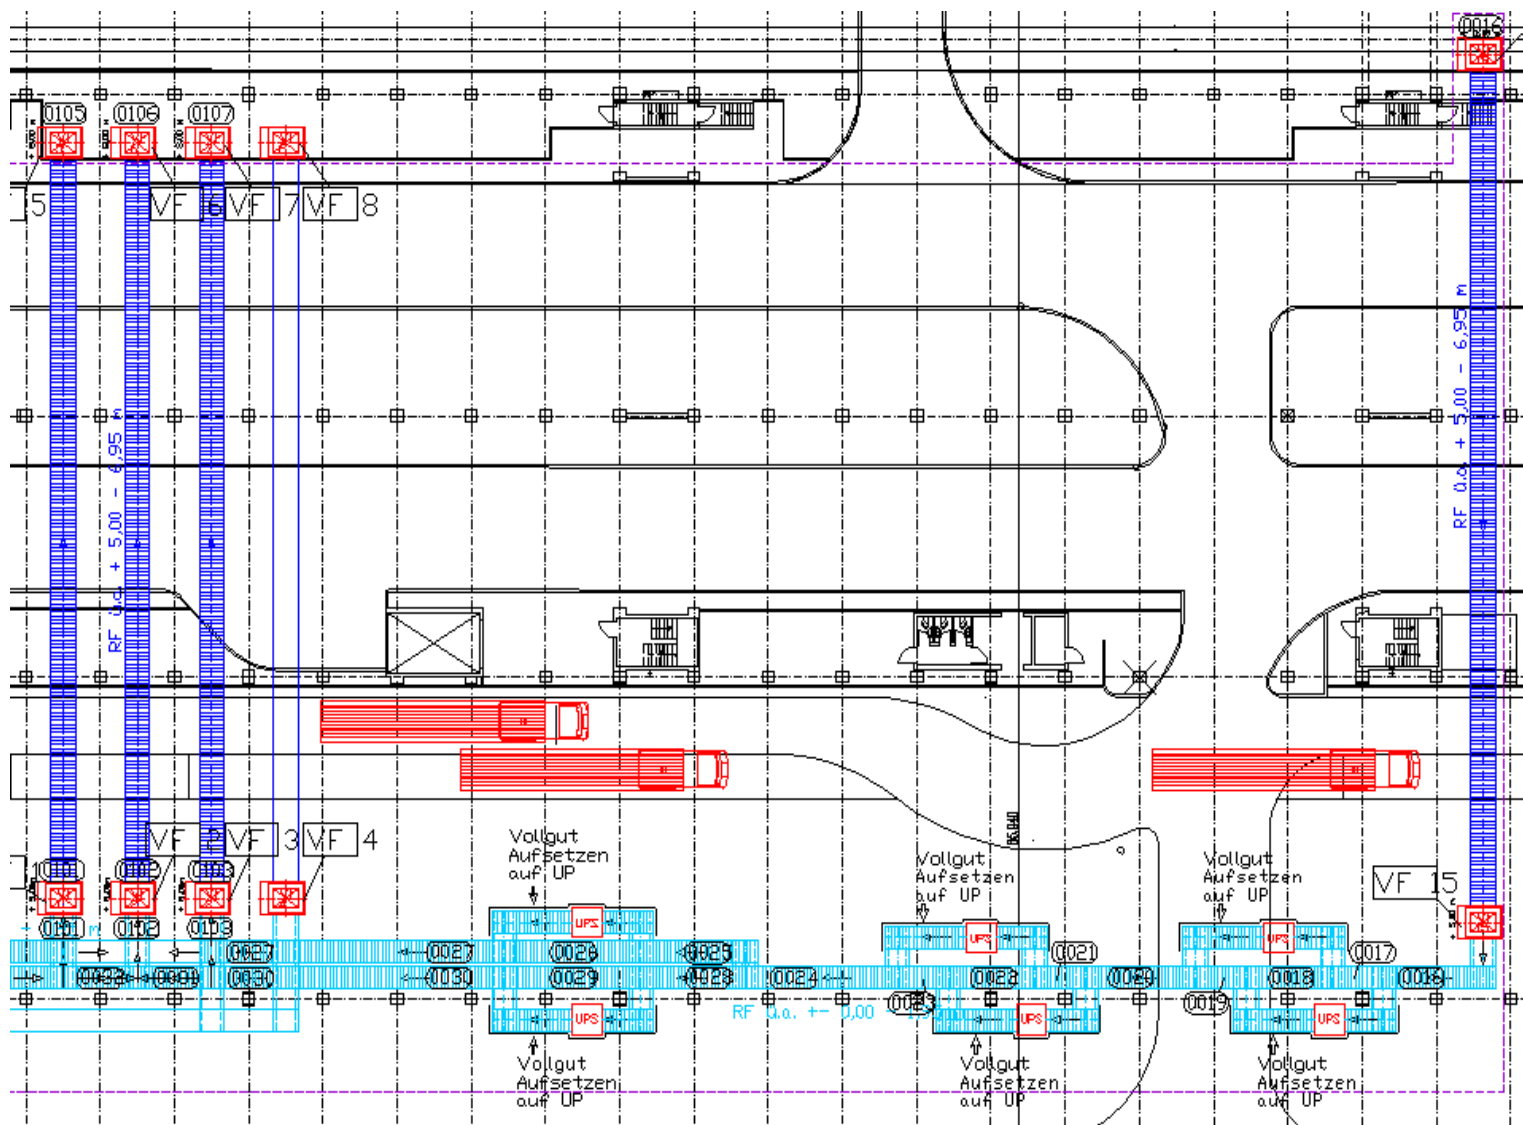 0016
0105 0106 0107
5 VF 6 VF 7 VF 8
RF ü.a. + 5,00 - 6,95 m
RF ü.a. + 5,00 - 6,95 m
VF 2 VF 3 VF 4
Vollgut
Aufsetzen
auf UP
Vollgut
Aufsetzen
auf UP
Vollgut
Aufsetzen
auf UP
VF 15
0101 0102 0103
UPS
UPS
UPS
0027 0027 0026 0025
0021
0017
0030 0030 0029 0028 0024 0022 0020 0018 0016
0023
0019
RF ü.a. +- 0,00
UPS
UPS
UPS
Vollgut
Aufsetzen
auf UP
Vollgut
Aufsetzen
auf UP
Vollgut
Aufsetzen
auf UP